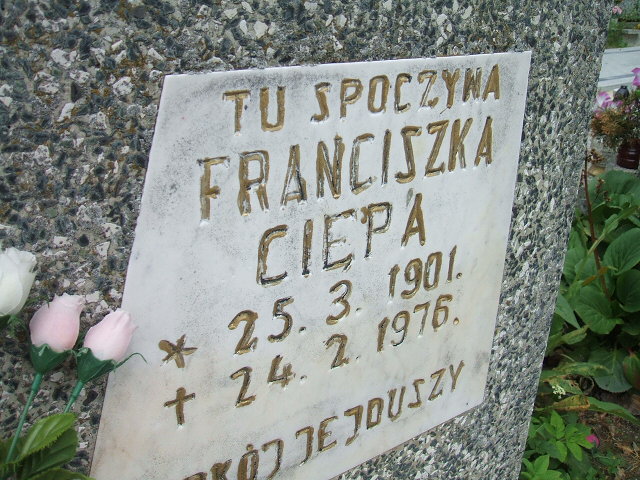 TU SPOCZYWA
FRANCISZKA
CIEPA
* 25. 3. 1901.
+ 24. 2. 1976.
JEJ DUSZY